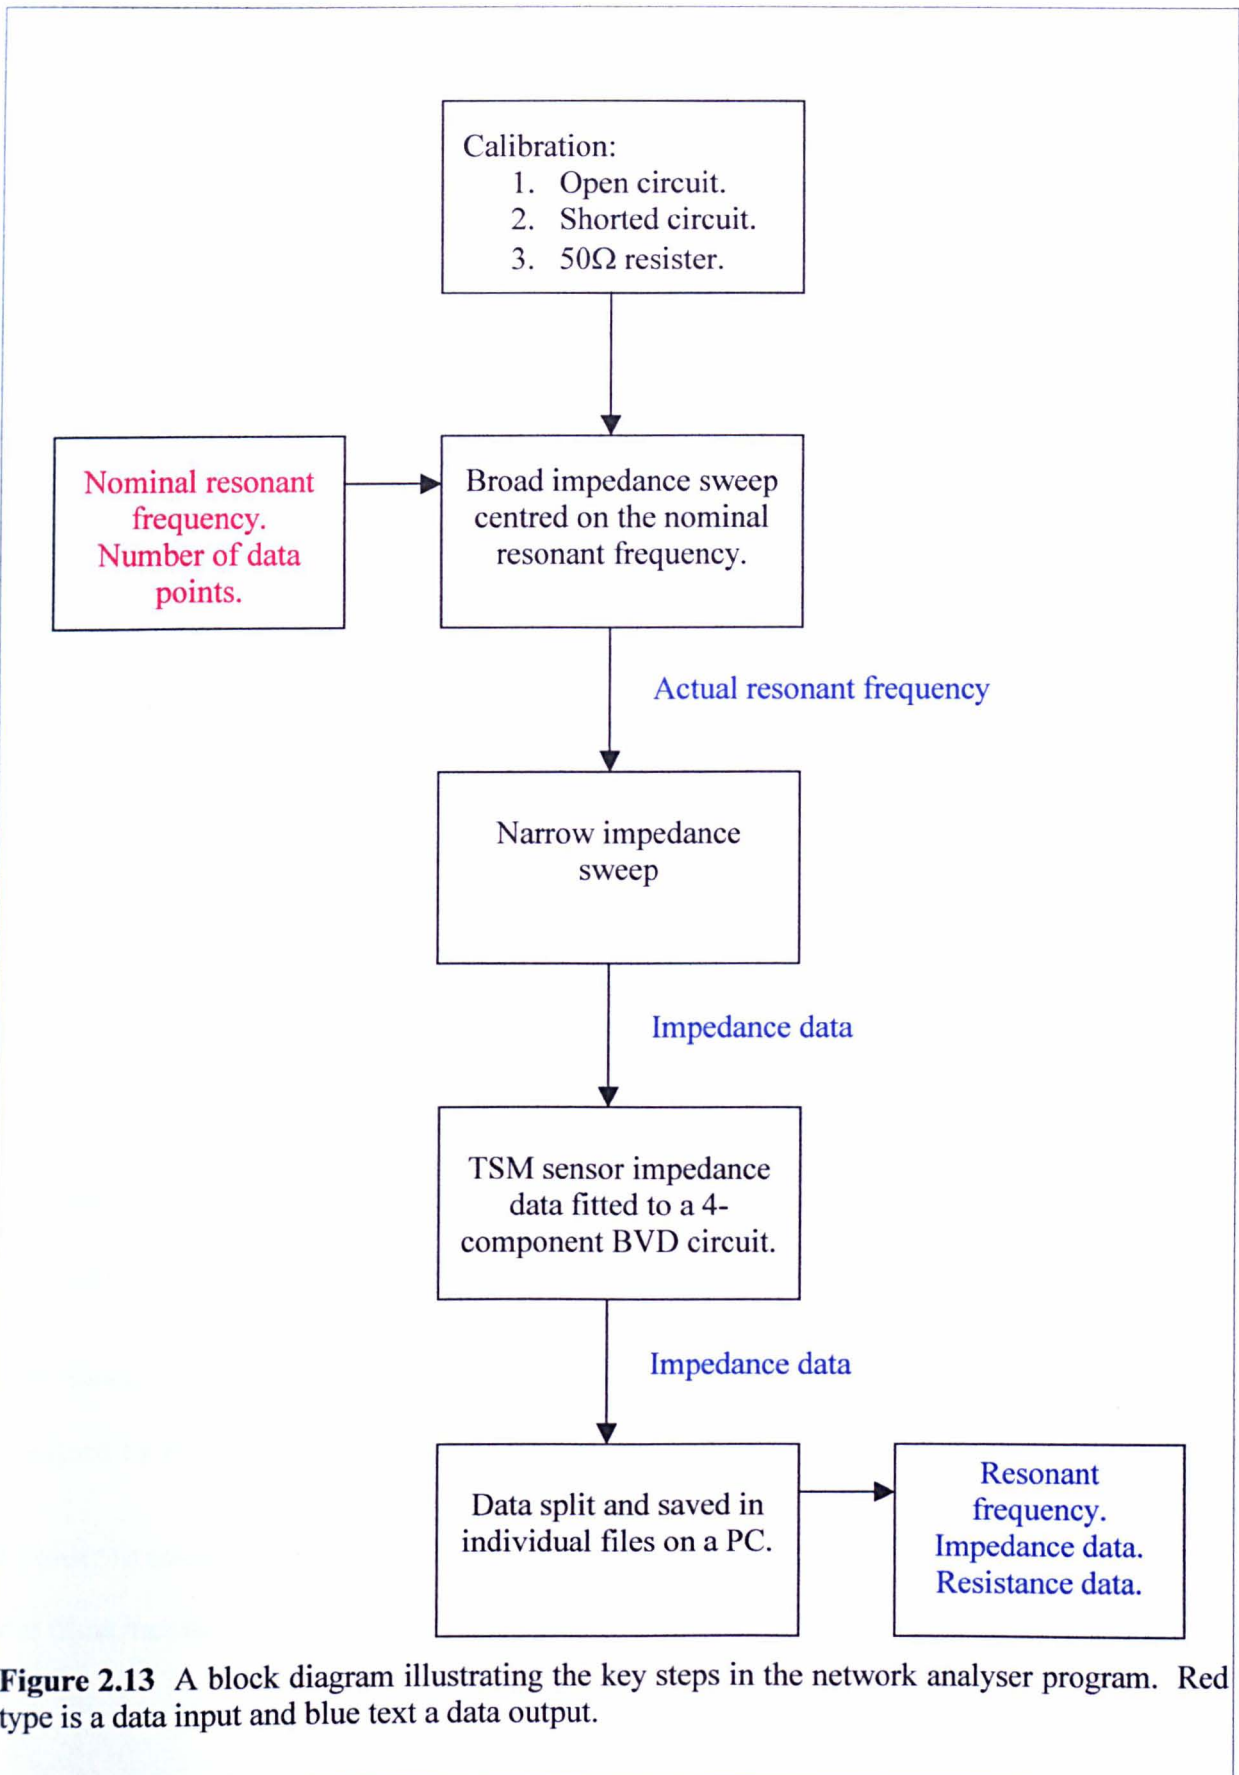 Calibration:
1. Open circuit.
2. Shorted circuit.
3. 50Ω resister.
Nominal resonant
frequency.
Number of data
points.
Broad impedance sweep
centred on the nominal
resonant frequency.
Actual resonant frequency
Narrow impedance
sweep
Impedance data
TSM sensor impedance
data fitted to a 4-
component BVD circuit.
Impedance data
Data split and saved in
individual files on a PC.
Resonant
frequency.
Impedance data.
Resistance data.
Figure 2.13 A block diagram illustrating the key steps in the network analyser program. Red
type is a data input and blue text a data output.